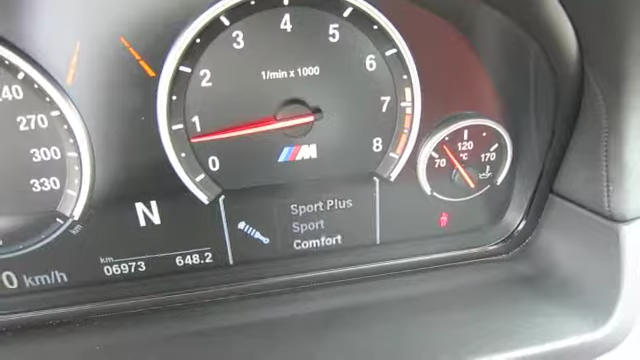 4
3
5
2
6
1/min x 1000
1
7
0
8
M
240
270
300
330
km
0 km/h
N
km
06973 648.2
Sport Plus
Sport
Comfort
70
120
170
°C